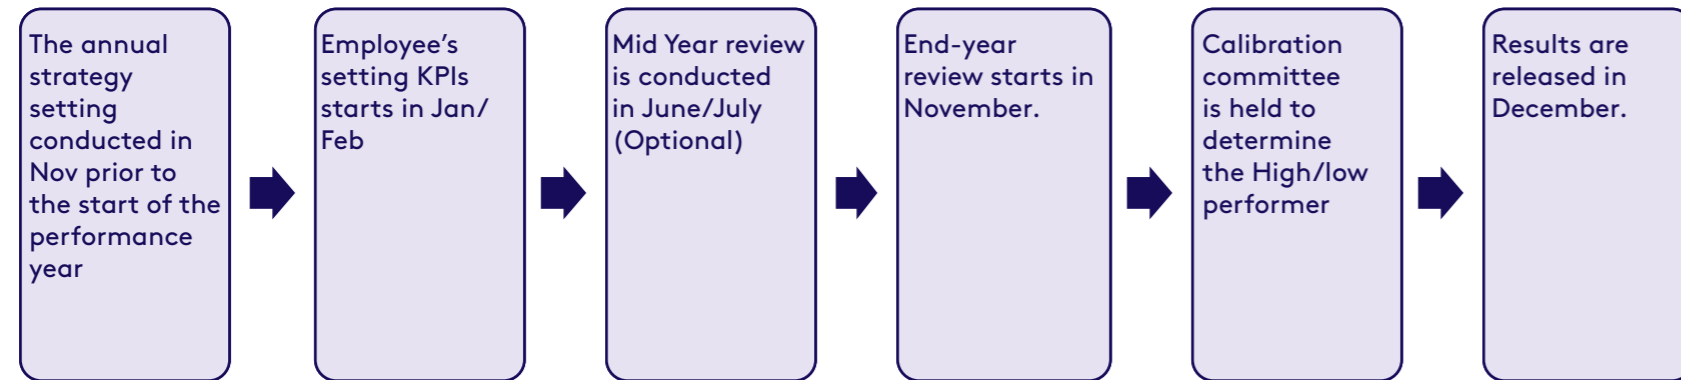 The annual
strategy
setting
conducted in
Nov prior to
the start of the
performance
year
Employee’s
setting KPIs
starts in Jan/
Feb
Mid Year review
is conducted
in June/July
(Optional)
End-year
review starts in
November.
Calibration
committee
is held to
determine
the High/low
performer
Results are
released in
December.